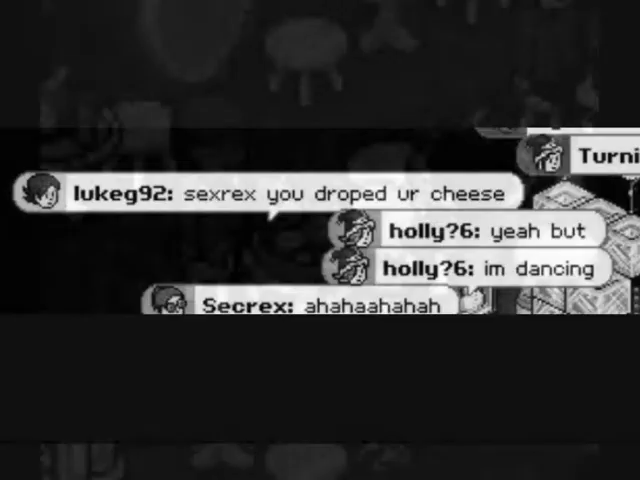 Turni
lukeg92: sexrex you droped ur cheese
holly?6: yeah but
holly?6: im dancing
Secrex: ahahaahahah